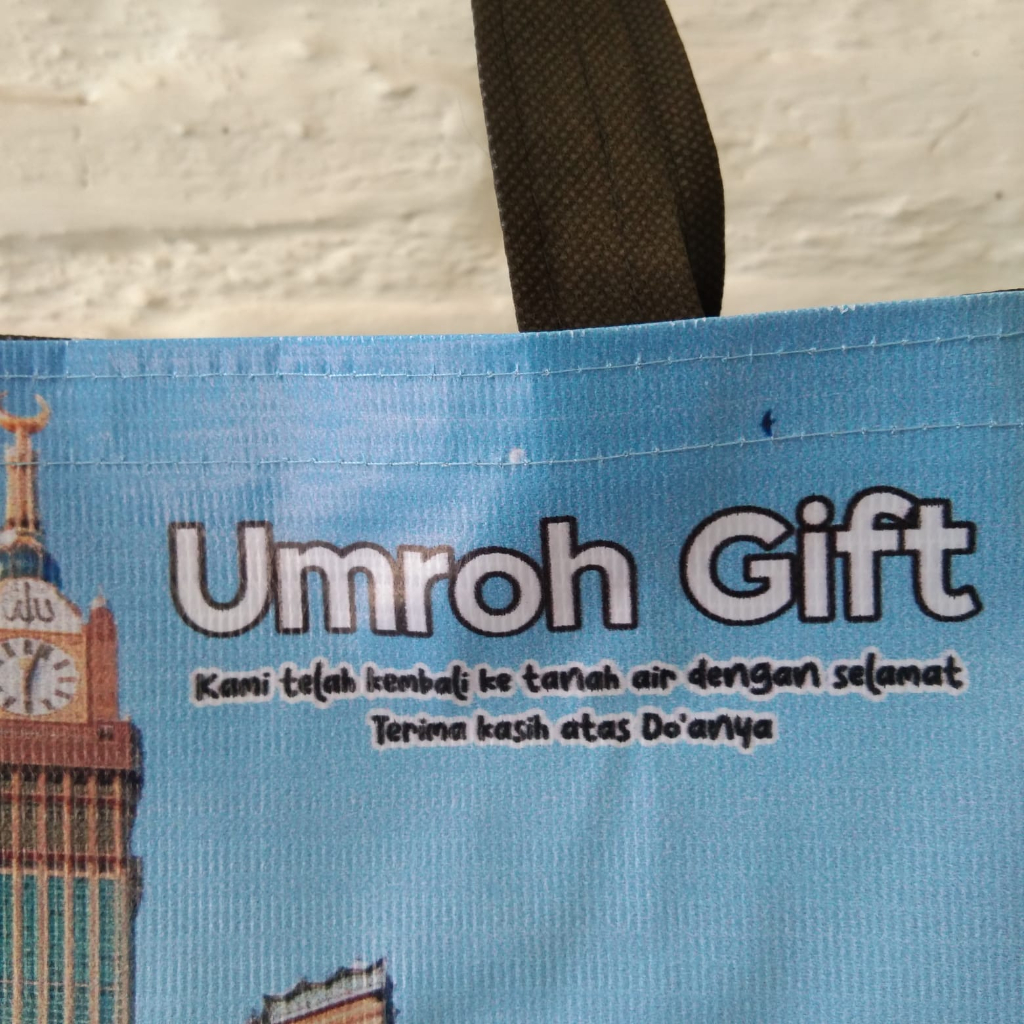 Umroh Gift
Kami telah kembali ke tanah air dengan selamat
Terima kasih atas Do'anya